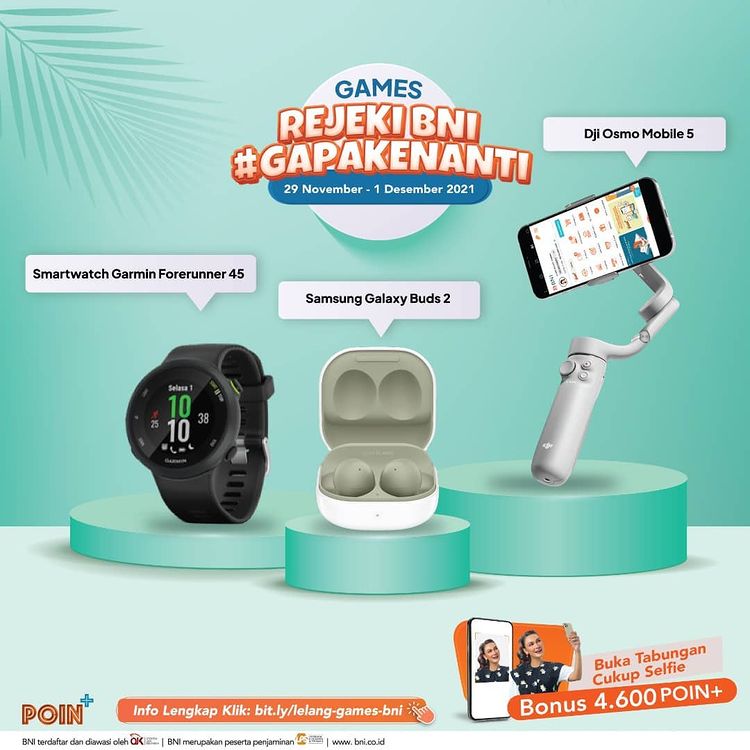 GAMES
REJEKI BNI
#GAPAKENANTI
29 November - 1 Desember 2021
Dji Osmo Mobile 5
Smartwatch Garmin Forerunner 45
Samsung Galaxy Buds 2
Selasa 1
10
25
38
10
GARMIN
dji
Buka Tabungan
Cukup Selfie
Bonus 4.600 POIN+
POIN+
Info Lengkap Klik: bit.ly/lelang-games-bni
BNI terdaftar dan diawasi oleh | BNI merupakan peserta penjaminan | www. bni.co.id